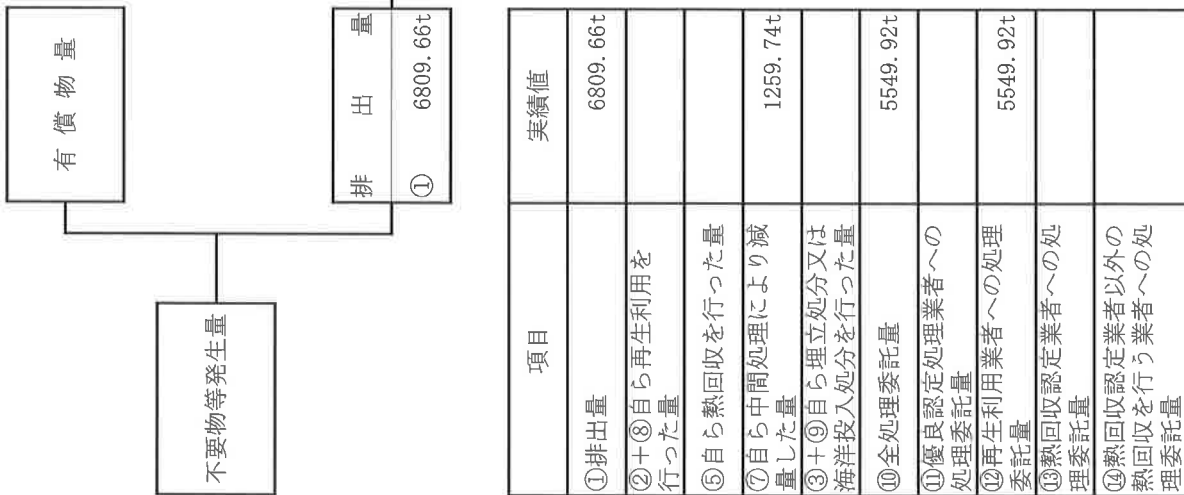 有償物量
不要物等発生量
排出量
① 6809.66t
項目 実績値
①排出量 6809.66t
②＋⑧自ら再生利用を
行った量
⑤自ら熱回収を行った量
⑦自ら中間処理により減
量した量 1259.74t
③＋⑨自ら埋立処分又は
海洋投入処分を行った量
⑩全処理委託量 5549.92t
⑪優良認定処理業者への
処理委託量
⑫再生利用業者への処理
委託量 5549.92t
⑬熱回収認定業者への処
理委託量
⑭熱回収認定業者以外の
熱回収を行う業者への処
理委託量